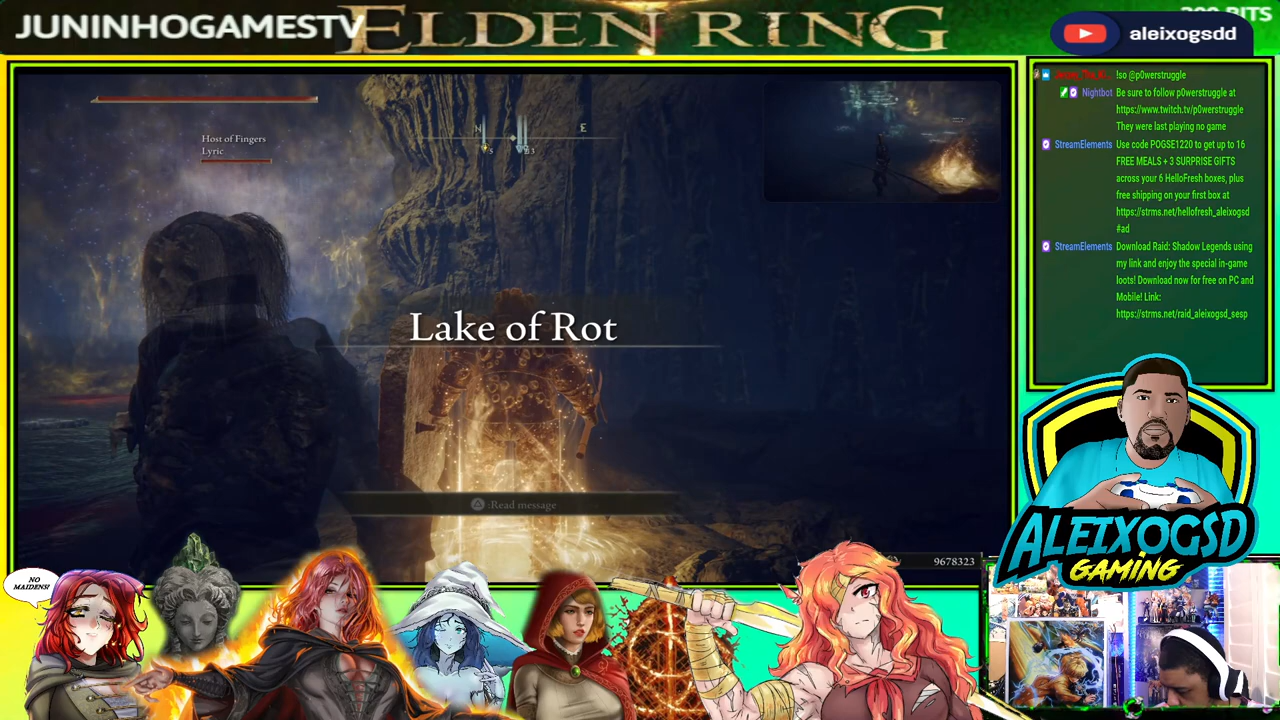 JUNINHOGAMESTV
ELDEN RING
200 BITS
aleixogsdd
!so @p0werstruggle
Nightbot Be sure to follow p0werstruggle at
https://www.twitch.tv/p0werstruggle
They were last playing no game
StreamElements Use code POGSE1220 to get up to 16
FREE MEALS + 3 SURPRISE GIFTS
across your 6 HelloFresh boxes, plus
free shipping on your first box at
https://strms.net/hellofresh_aleixogsd
#ad
StreamElements Download Raid: Shadow Legends using
my link and enjoy the special in-game
loots! Download now for free on PC and
Mobile! Link:
https://strms.net/raid_aleixogsd_sesp
N
E
Host of Fingers
Lyric
Lake of Rot
:Read message
9678323
NO
MAIDENS!
ALEIXOGSD
GAMING